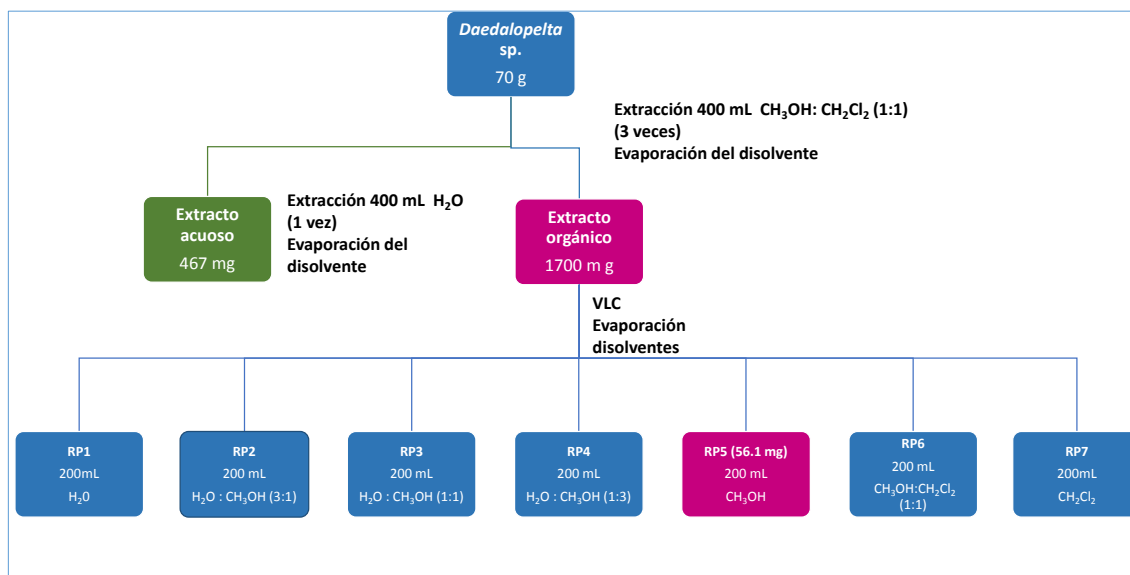 Daedalopelta
sp.
70 g
Extracción 400 mL CH₃OH: CH₂Cl₂ (1:1)
(3 veces)
Evaporación del disolvente
Extracto
acuoso
467 mg
Extracción 400 mL H₂O
(1 vez)
Evaporación del
disolvente
Extracto
orgánico
1700 m g
VLC
Evaporación
disolventes
RP1
200mL
H₂0
RP2
200 mL
H₂O : CH₃OH (3:1)
RP3
200 mL
H₂O : CH₃OH (1:1)
RP4
200 mL
H₂O : CH₃OH (1:3)
RP5 (56.1 mg)
200 mL
CH₃OH
RP6
200 mL
CH₃OH:CH₂Cl₂
(1:1)
RP7
200mL
CH₂Cl₂